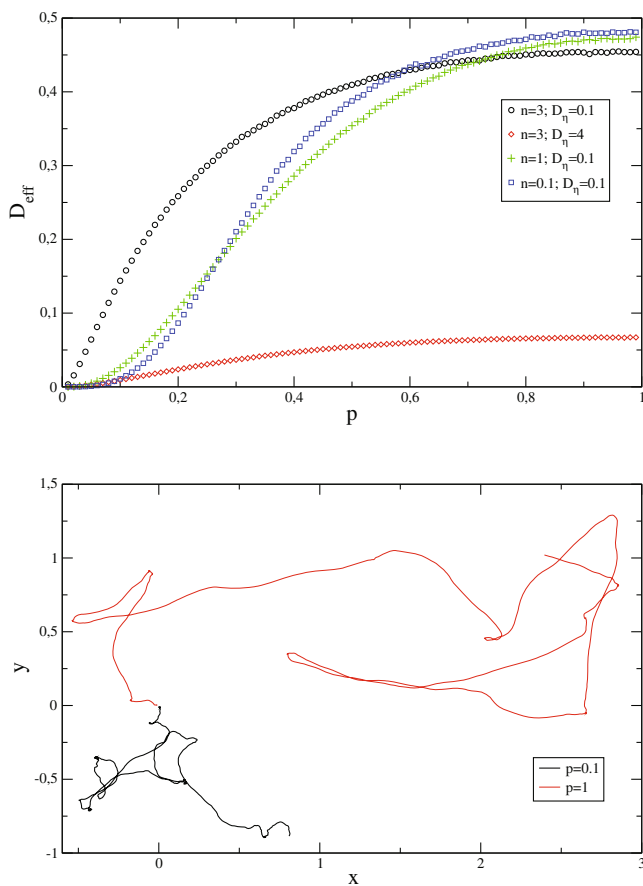 0,5
0,4
0,3
0,2
0,1
0
D_eff
n=3; D_η=0.1
n=3; D_η=4
n=1; D_η=0.1
n=0.1; D_η=0.1
0 0,2 0,4 0,6 0,8 1
p
1,5
1
0,5
0
-0,5
-1
y
p=0.1
p=1
0 1 2 3
x